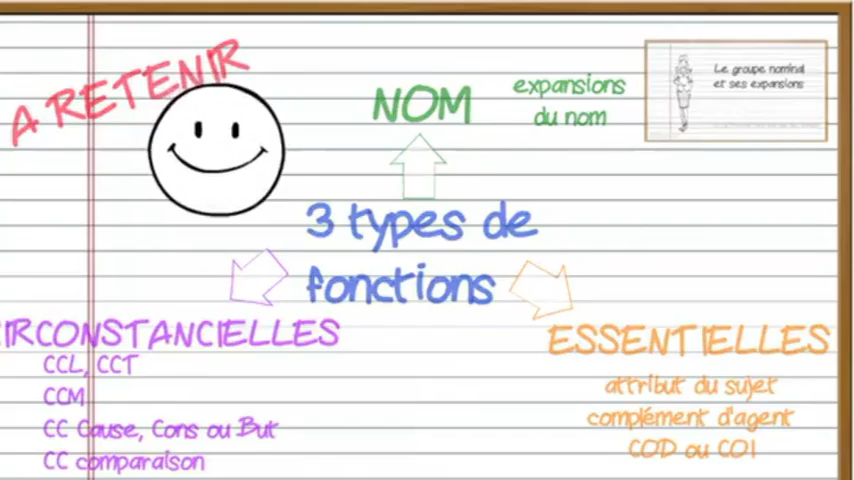 A RETENIR
NOM
expansions
du nom
Le groupe nominal
et ses expansions
3 types de
fonctions
CIRCONSTANCIELLES
CCL, CCT
CCM
CC Cause, Cons ou But
CC comparaison
ESSENTIELLES
attribut du sujet
complément d'agent
COD ou COI